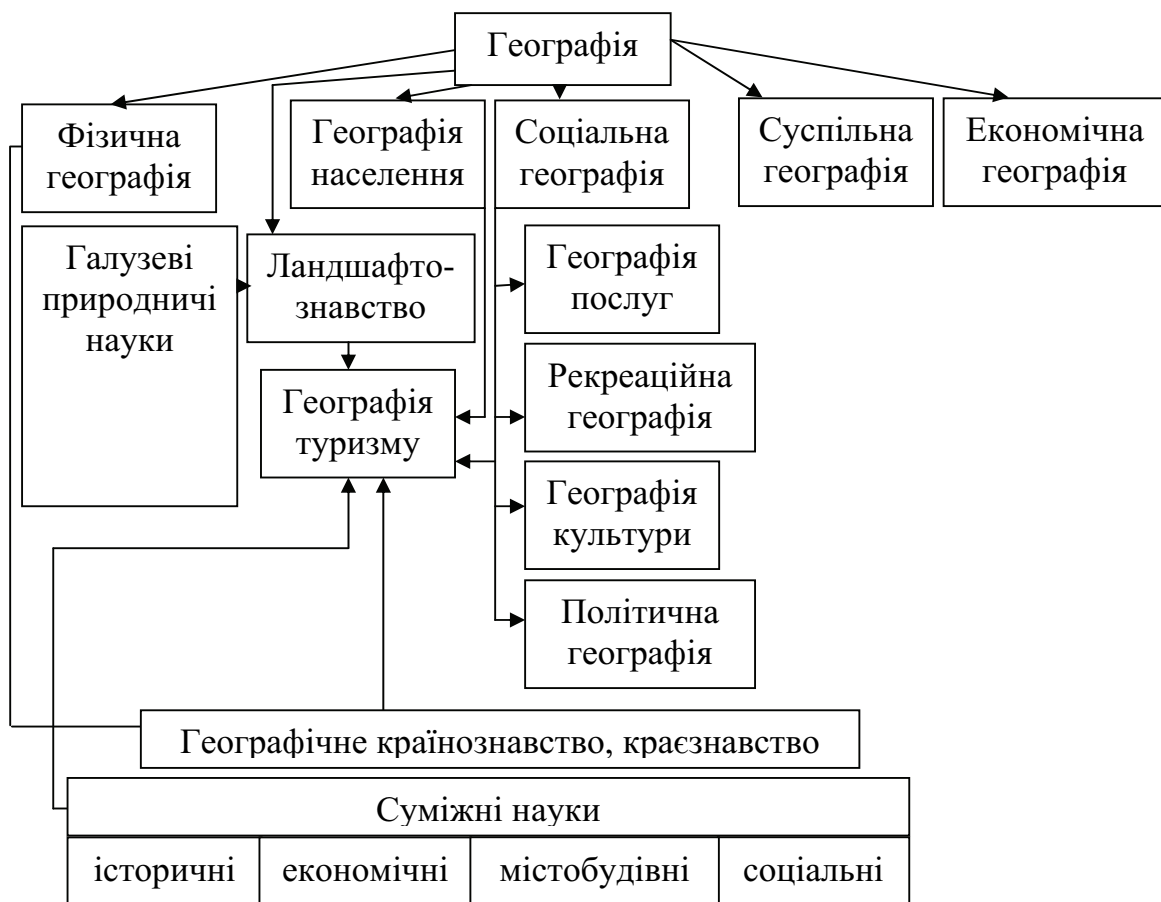 Географія
Фізична
географія
Географія
населення
Соціальна
географія
Суспільна
географія
Економічна
географія
Галузеві
природничі
науки
Ландшафто-
знавство
Географія
послуг
Географія
туризму
Рекреаційна
географія
Географія
культури
Політична
географія
Географічне країнознавство, краєзнавство
Суміжні науки
історичні економічні містобудівні соціальні